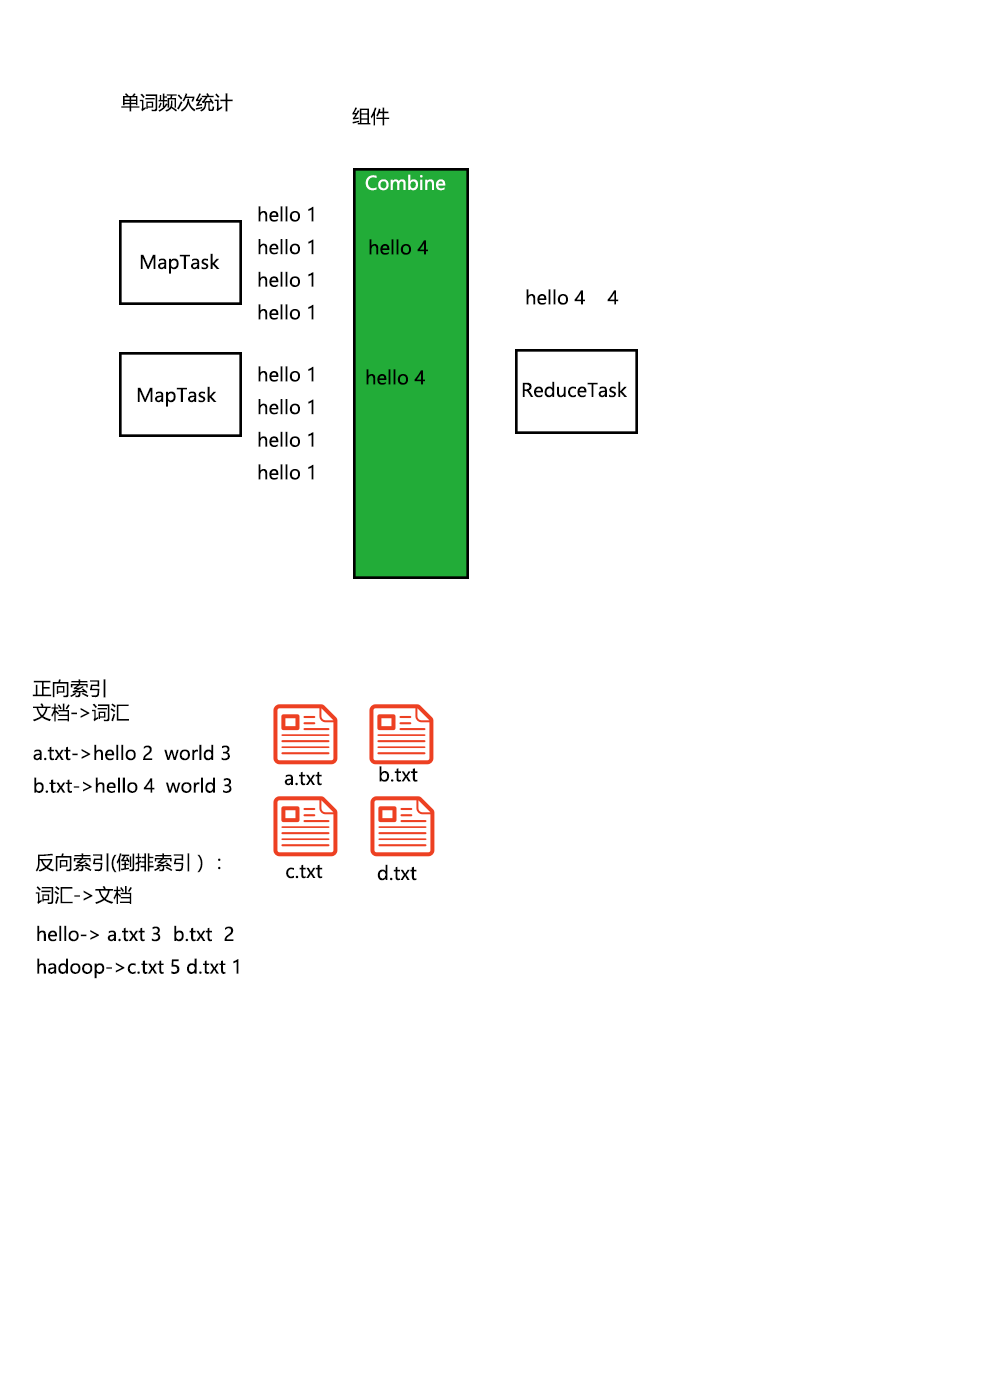 单词频次统计
组件
Combine
hello 1
hello 1
hello 1
hello 1
MapTask
hello 4
hello 4 4
MapTask
hello 1
hello 1
hello 1
hello 1
hello 4
ReduceTask
正向索引
文档->词汇
a.txt->hello 2 world 3
b.txt->hello 4 world 3
a.txt
b.txt
c.txt
d.txt
反向索引(倒排索引）：
词汇->文档
hello-> a.txt 3 b.txt 2
hadoop->c.txt 5 d.txt 1